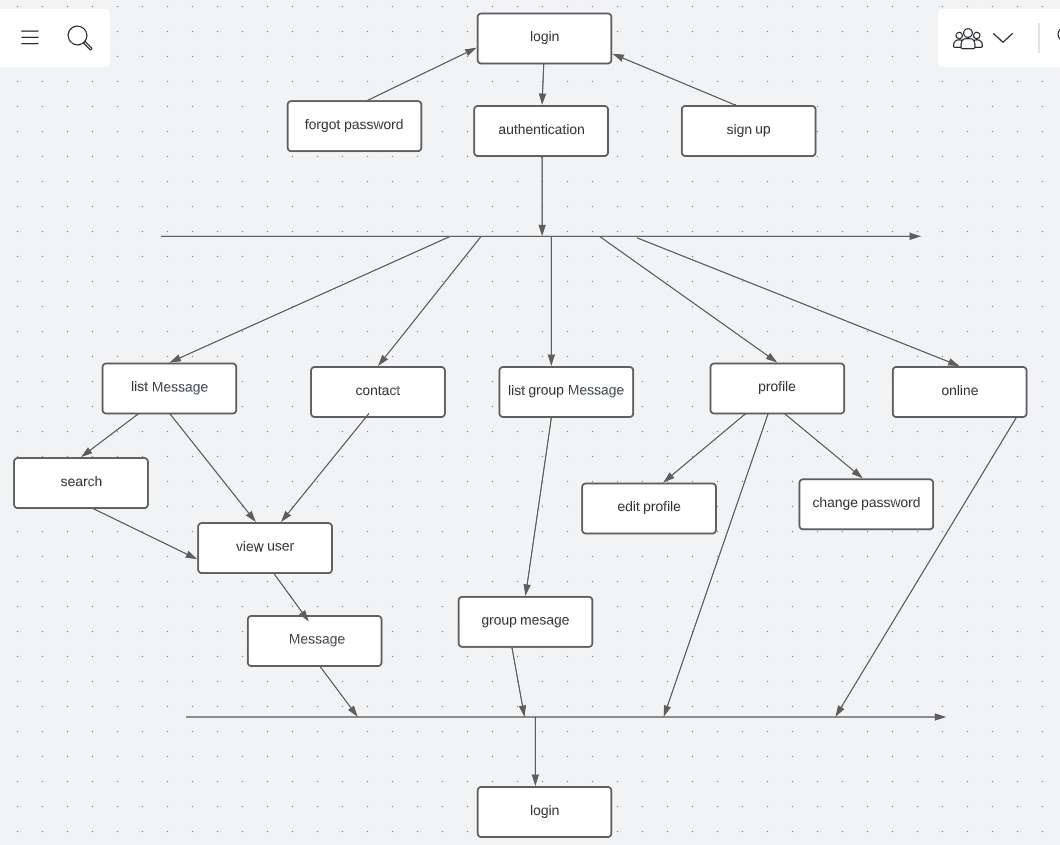 login
forgot password
authentication
sign up
list Message
contact
list group Message
profile
online
search
edit profile
change password
view user
group mesage
Message
login